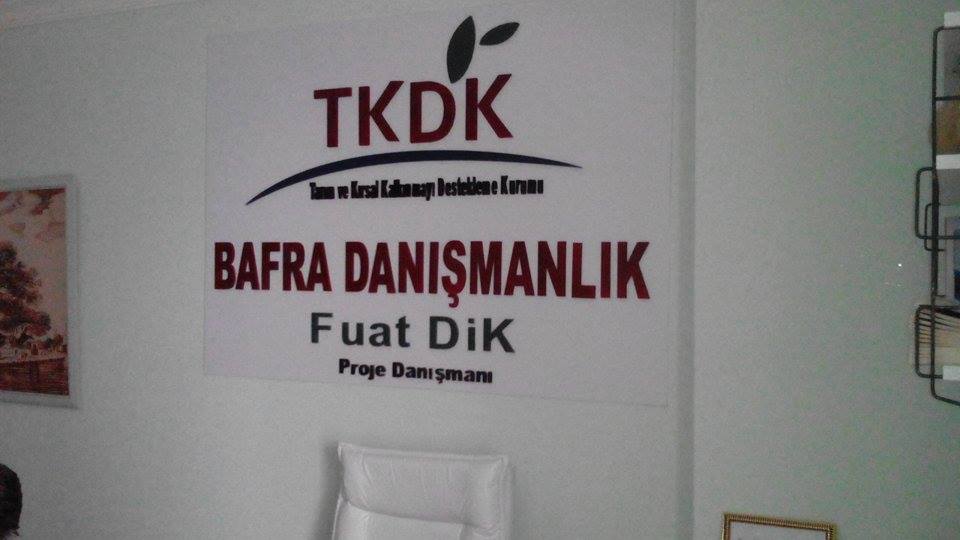 TKDK
Tarım ve Kırsal Kalkınmayı Destekleme Kurumu
BAFRA DANIŞMANLIK
Fuat DiK
Proje Danışmanı